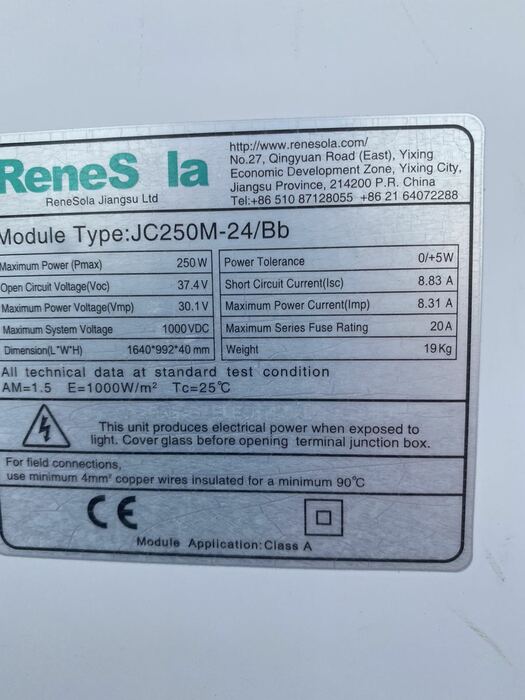 ReneS la
ReneSola Jiangsu Ltd
http://www.renesola.com/
No.27, Qingyuan Road (East), Yixing
Economic Development Zone, Yixing City,
Jiangsu Province, 214200 P.R. China
Tel:+86 510 87128055 +86 21 64072288
Module Type:JC250M-24/Bb
Maximum Power (Pmax) 250 W
Open Circuit Voltage(Voc) 37.4 V
Maximum Power Voltage(Vmp) 30.1 V
Maximum System Voltage 1000 VDC
Dimension(L*W*H) 1640*992*40 mm
Power Tolerance 0/+5W
Short Circuit Current(Isc) 8.83 A
Maximum Power Current(Imp) 8.31 A
Maximum Series Fuse Rating 20 A
Weight 19 Kg
All technical data at standard test condition
AM=1.5 E=1000W/m² Tc=25℃
This unit produces electrical power when exposed to
light. Cover glass before opening terminal junction box.
For field connections,
use minimum 4mm² copper wires insulated for a minimum 90℃
CE
Module Application: Class A